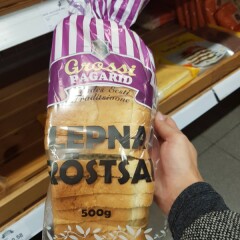 Grossi
PAGARID
LEPNA
RÖSTSAI
500g